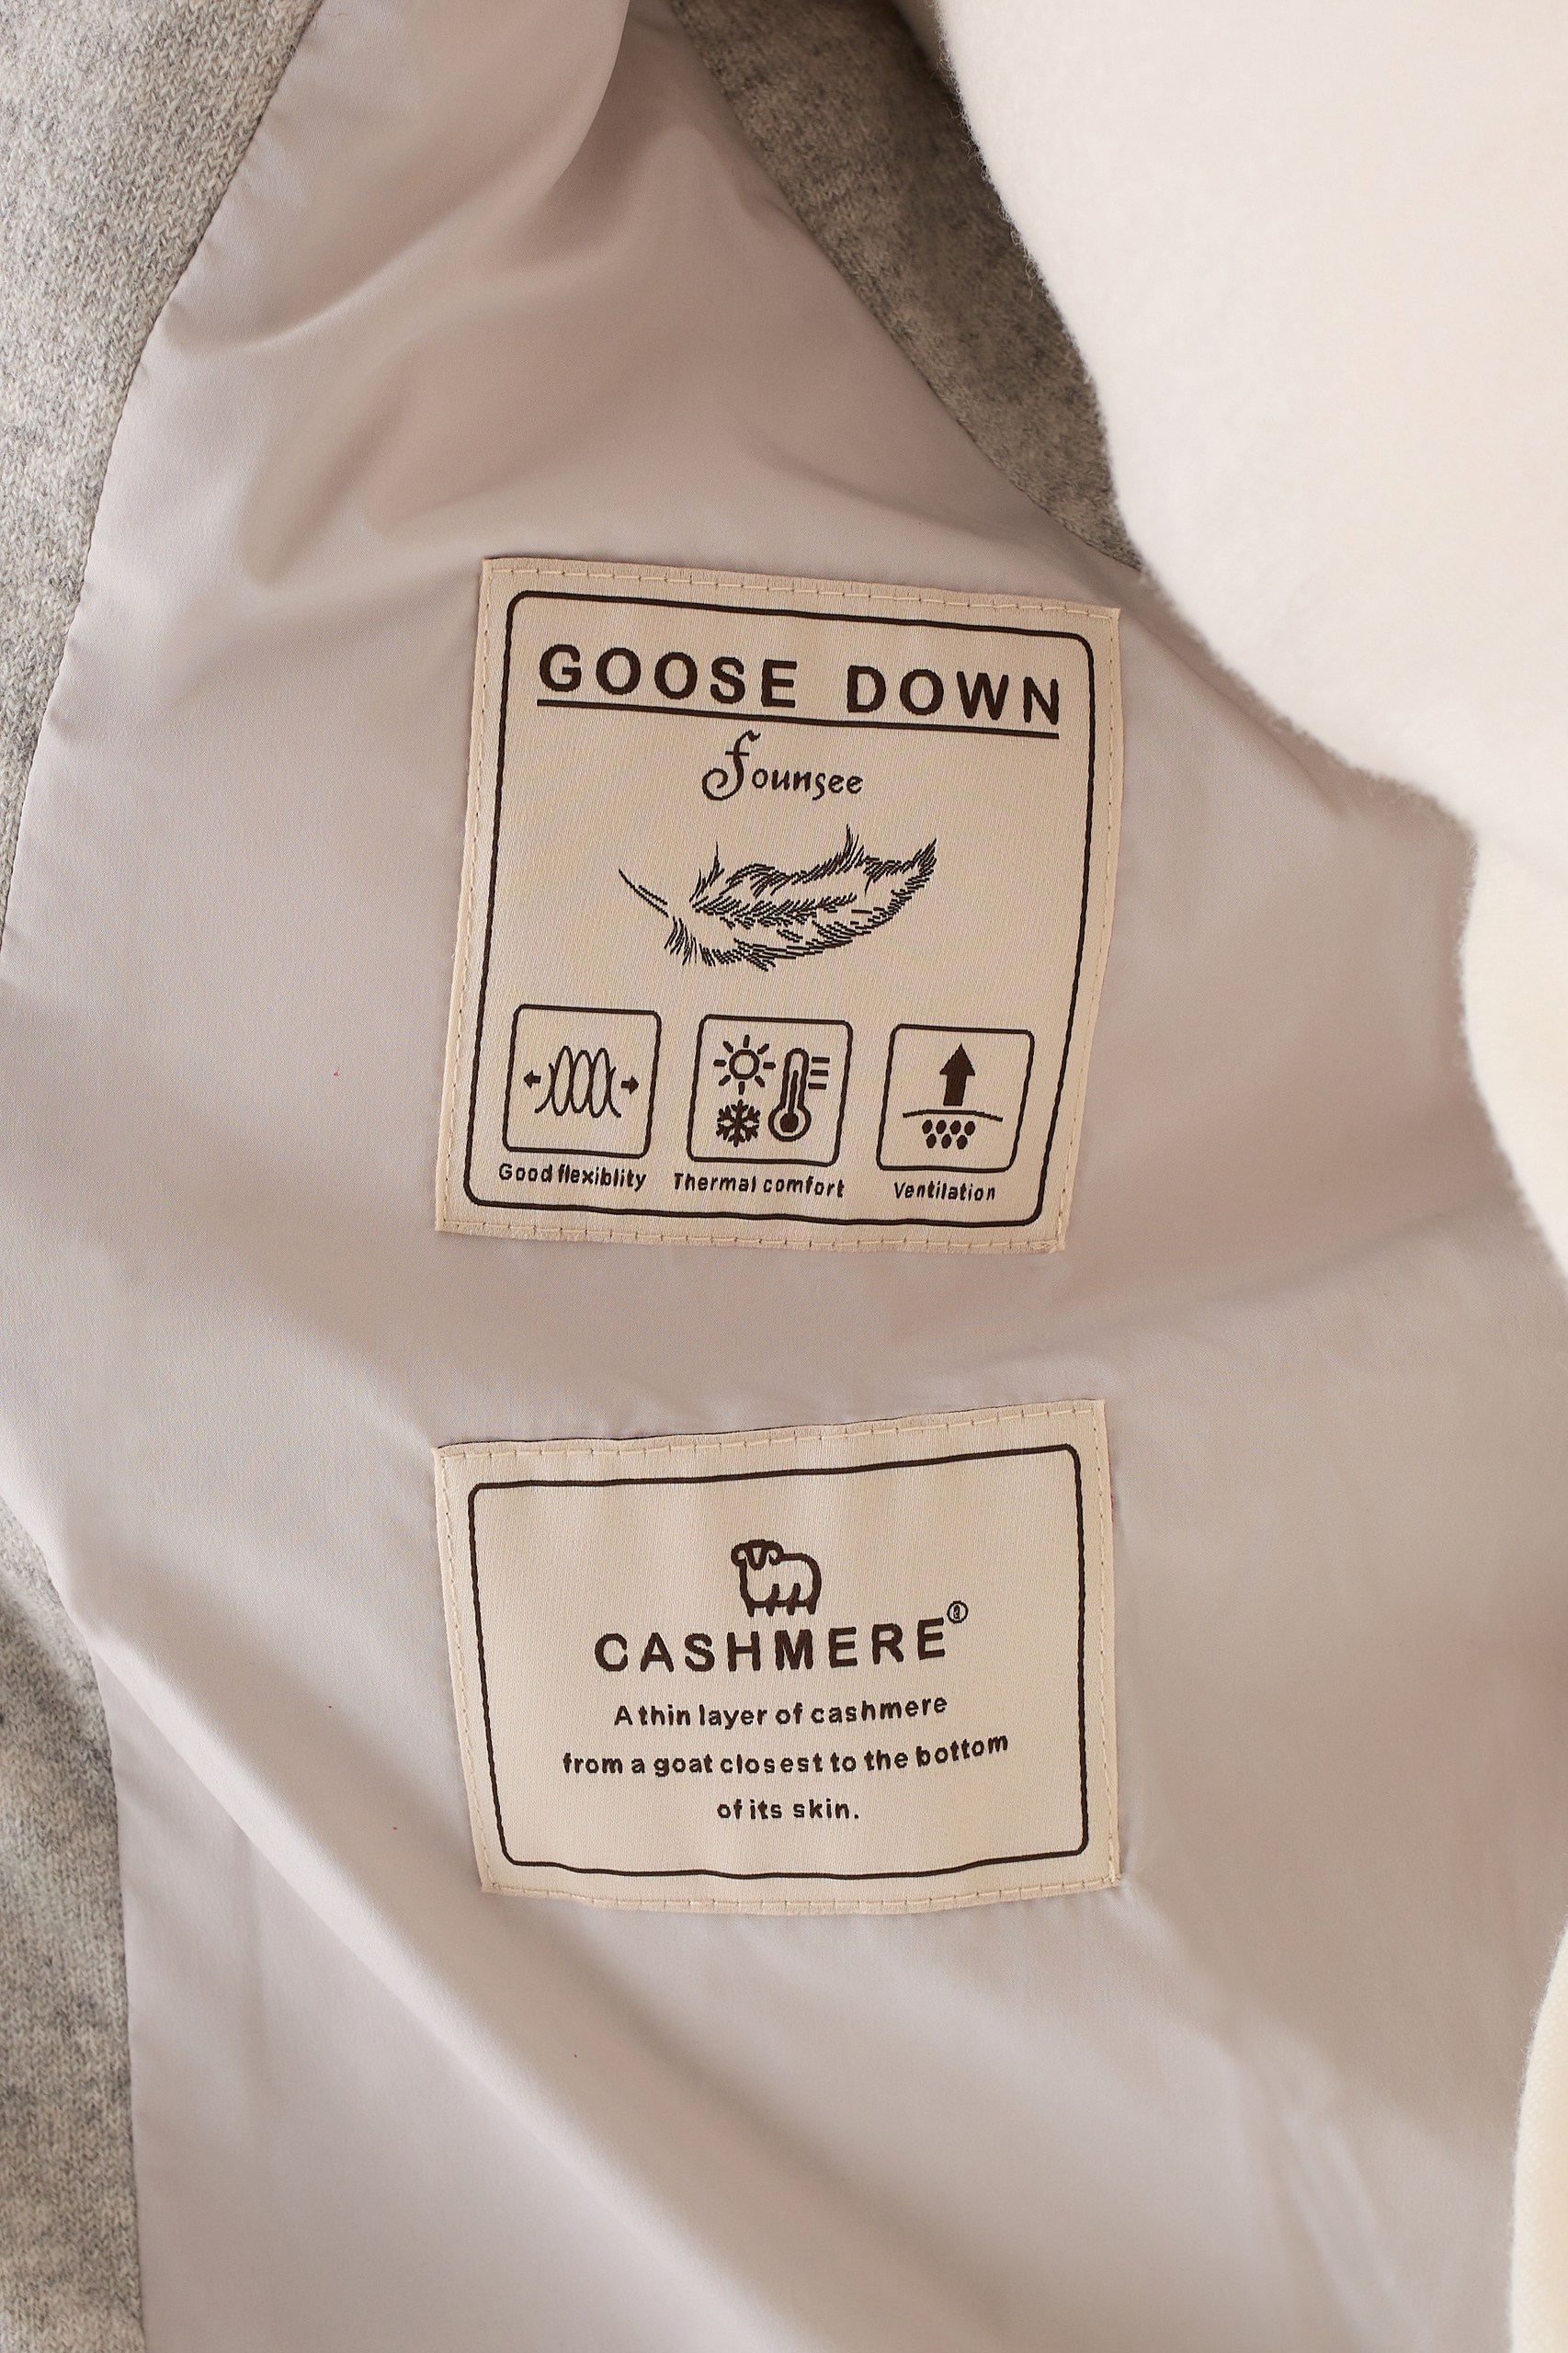 GOOSE DOWN
Founsee
Good flexiblity Thermal comfort Ventilation
CASHMERE®
A thin layer of cashmere
from a goat closest to the bottom
of its skin.